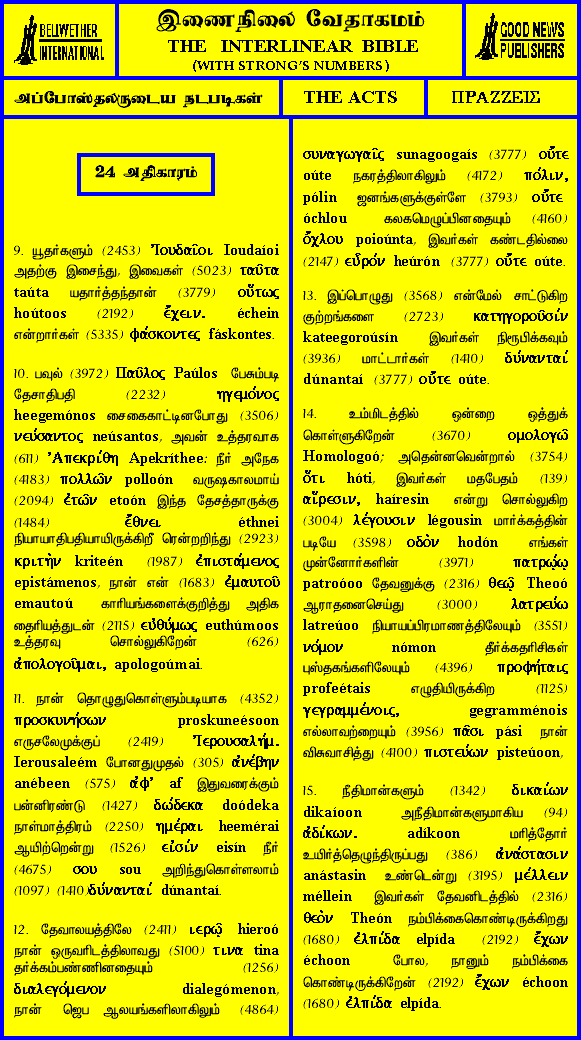 BELLWETHER
INTERNATIONAL
இணைநிலை வேதாகமம்
THE INTERLINEAR BIBLE
(WITH STRONG'S NUMBERS)
GOOD NEWS
PUBLISHERS
அப்போஸ்தலருடைய நடபடிகள்
THE ACTS
ΠΡΑΖΖΕΙΣ
24 அதிகாரம்
9. யூதர்களும் (2453) Ἰουδαῖοι Ioudaíoi
அதற்கு இசைந்து, இவைகள் (5023) ταῦτα
taúta யதார்த்தந்தான் (3779) οὕτως
hoútoos (2192) ἔχειν. échein
என்றார்கள் (5335) φάσκοντες fáskontes.
10. பவுல் (3972) Παῦλος Paúlos பேசும்படி
தேசாதிபதி (2232) ηγεμόνος
heegemónos சைகைகாட்டினபோது (3506)
νεύσαντος neúsantos, அவன் உத்தரவாக
(611) Ἀπεκρίθη Apekríthee: நீர் அநேக
(4183) πολλῶν polloón வருஷகாலமாய்
(2094) ἐτῶν etoón இந்த தேசத்தாருக்கு
(1484) ἔθνει éthnei
நியாயாதிபதியாயிருக்கிறீ ரென்றறிந்து (2923)
κριτὴν kriteén (1987) ἐπιστάμενος
epistámenos, நான் என் (1683) ἐμαυτοῦ
emautoú காரியங்களைக்குறித்து அதிக
தைரியத்துடன் (2115) εὐθύμως euthúmoos
உத்தரவு சொல்லுகிறேன் (626)
ἀπολογοῦμαι, apologoúmai.
11. நான் தொழுதுகொள்ளும்படியாக (4352)
προσκυνήσων proskuneésoon
எருசலேமுக்குப் (2419) Ἰερουσαλήμ.
Ierousaleém போனதுமுதல் (305) ἀνέβην
anébeen (575) ἀφ' af இதுவரைக்கும்
பன்னிரண்டு (1427) δώδεκα doódeka
நாள்மாத்திரம் (2250) ημέραι heemérai
ஆயிற்றென்று (1526) εἰσίν eisín நீர்
(4675) σου sou அறிந்துகொள்ளலாம்
(1097) (1410)δύνανταί dúnantaí.
12. தேவாலயத்திலே (2411) ιερῷ hieroó
நான் ஒருவரிடத்திலாவது (5100) τινα tina
தர்க்கம்பண்ணினதையும் (1256)
διαλεγόμενον dialegómenon,
நான் ஜெப ஆலயங்களிலாகிலும் (4864)
συναγωγαῖς sunagoogaís (3777) οὔτε
oúte நகரத்திலாகிலும் (4172) πόλιν,
pólin ஜனங்களுக்குள்ளே (3793) οὔτε
óchlou கலகமெழுப்பினதையும் (4160)
ὄχλου poioúnta, இவர்கள் கண்டதில்லை
(2147) εὗρόν heúrón (3777) οὔτε oúte.
13. இப்பொழுது (3568) என்மேல் சாட்டுகிற
குற்றங்களை (2723) κατηγοροῦσίν
kateegoroúsín இவர்கள் நிரூபிக்கவும்
(3936) மாட்டார்கள் (1410) δύνανταί
dúnantaí (3777) οὔτε oúte.
14. உம்மிடத்தில் ஒன்றை ஒத்துக்
கொள்ளுகிறேன் (3670) ομολογῶ
Homologoó; அதென்னவென்றால் (3754)
ὅτι hóti, இவர்கள் மதபேதம் (139)
αἵρεσιν, haíresin என்று சொல்லுகிற
(3004) λέγουσιν légousin மார்க்கத்தின்
படியே (3598) οδὸν hodón எங்கள்
முன்னோர்களின் (3971) πατρῴῳ
patroóoo தேவனுக்கு (2316) θεῷ Theoó
ஆராதனைசெய்து (3000) λατρεύω
latreúoo நியாயப்பிரமாணத்திலேயும் (3551)
νόμον nómon தீர்க்கதரிசிகள்
புஸ்தகங்களிலேயும் (4396) προφήταις
profeétais எழுதியிருக்கிற (1125)
γεγραμμένοις, gegramménois
எல்லாவற்றையும் (3956) πᾶσι pási நான்
விசுவாசித்து (4100) πιστεύων pisteúoon,
15. நீதிமான்களும் (1342) δικαίων
dikaíoon அநீதிமான்களுமாகிய (94)
ἀδίκων. adíkoon மரித்தோர்
உயிர்த்தெழுந்திருப்பது (386) ἀνάστασιν
anástasin உண்டென்று (3195) μέλλειν
méllein இவர்கள் தேவனிடத்தில் (2316)
θεὸν Theón நம்பிக்கைகொண்டிருக்கிறது
(1680) ἐλπίδα elpída (2192) ἔχων
échoon போல, நானும் நம்பிக்கை
கொண்டிருக்கிறேன் (2192) ἔχων échoon
(1680) ἐλπίδα elpída.